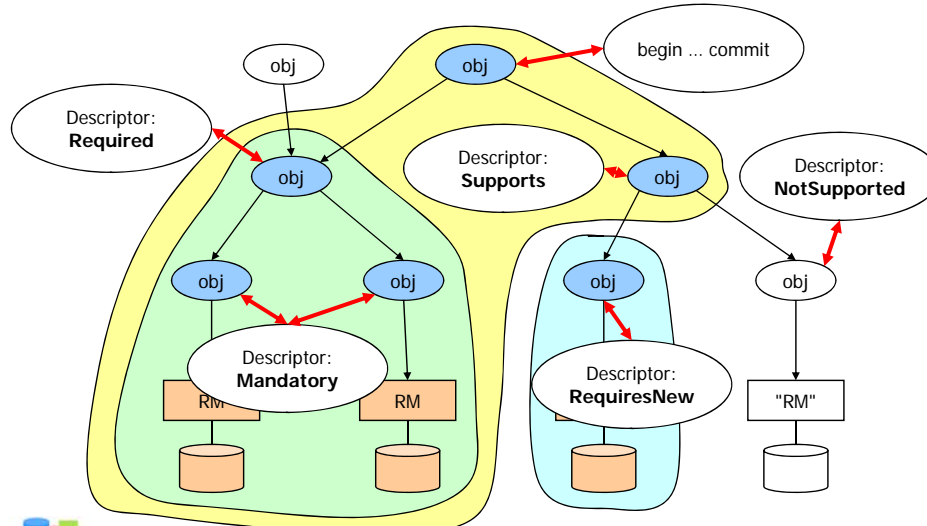 begin ... commit
obj
obj
Descriptor:
Required
Descriptor:
Supports
Descriptor:
NotSupported
obj
obj
obj
obj
obj
obj
Descriptor:
Mandatory
Descriptor:
RequiresNew
RM
RM
"RM"